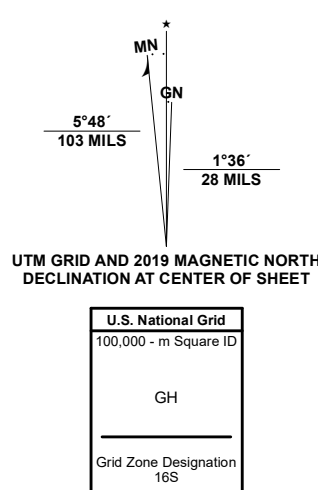 MN
GN
5°48´
103 MILS
1°36´
28 MILS
UTM GRID AND 2019 MAGNETIC NORTH
DECLINATION AT CENTER OF SHEET
U.S. National Grid
100,000 - m Square ID
GH
Grid Zone Designation
16S